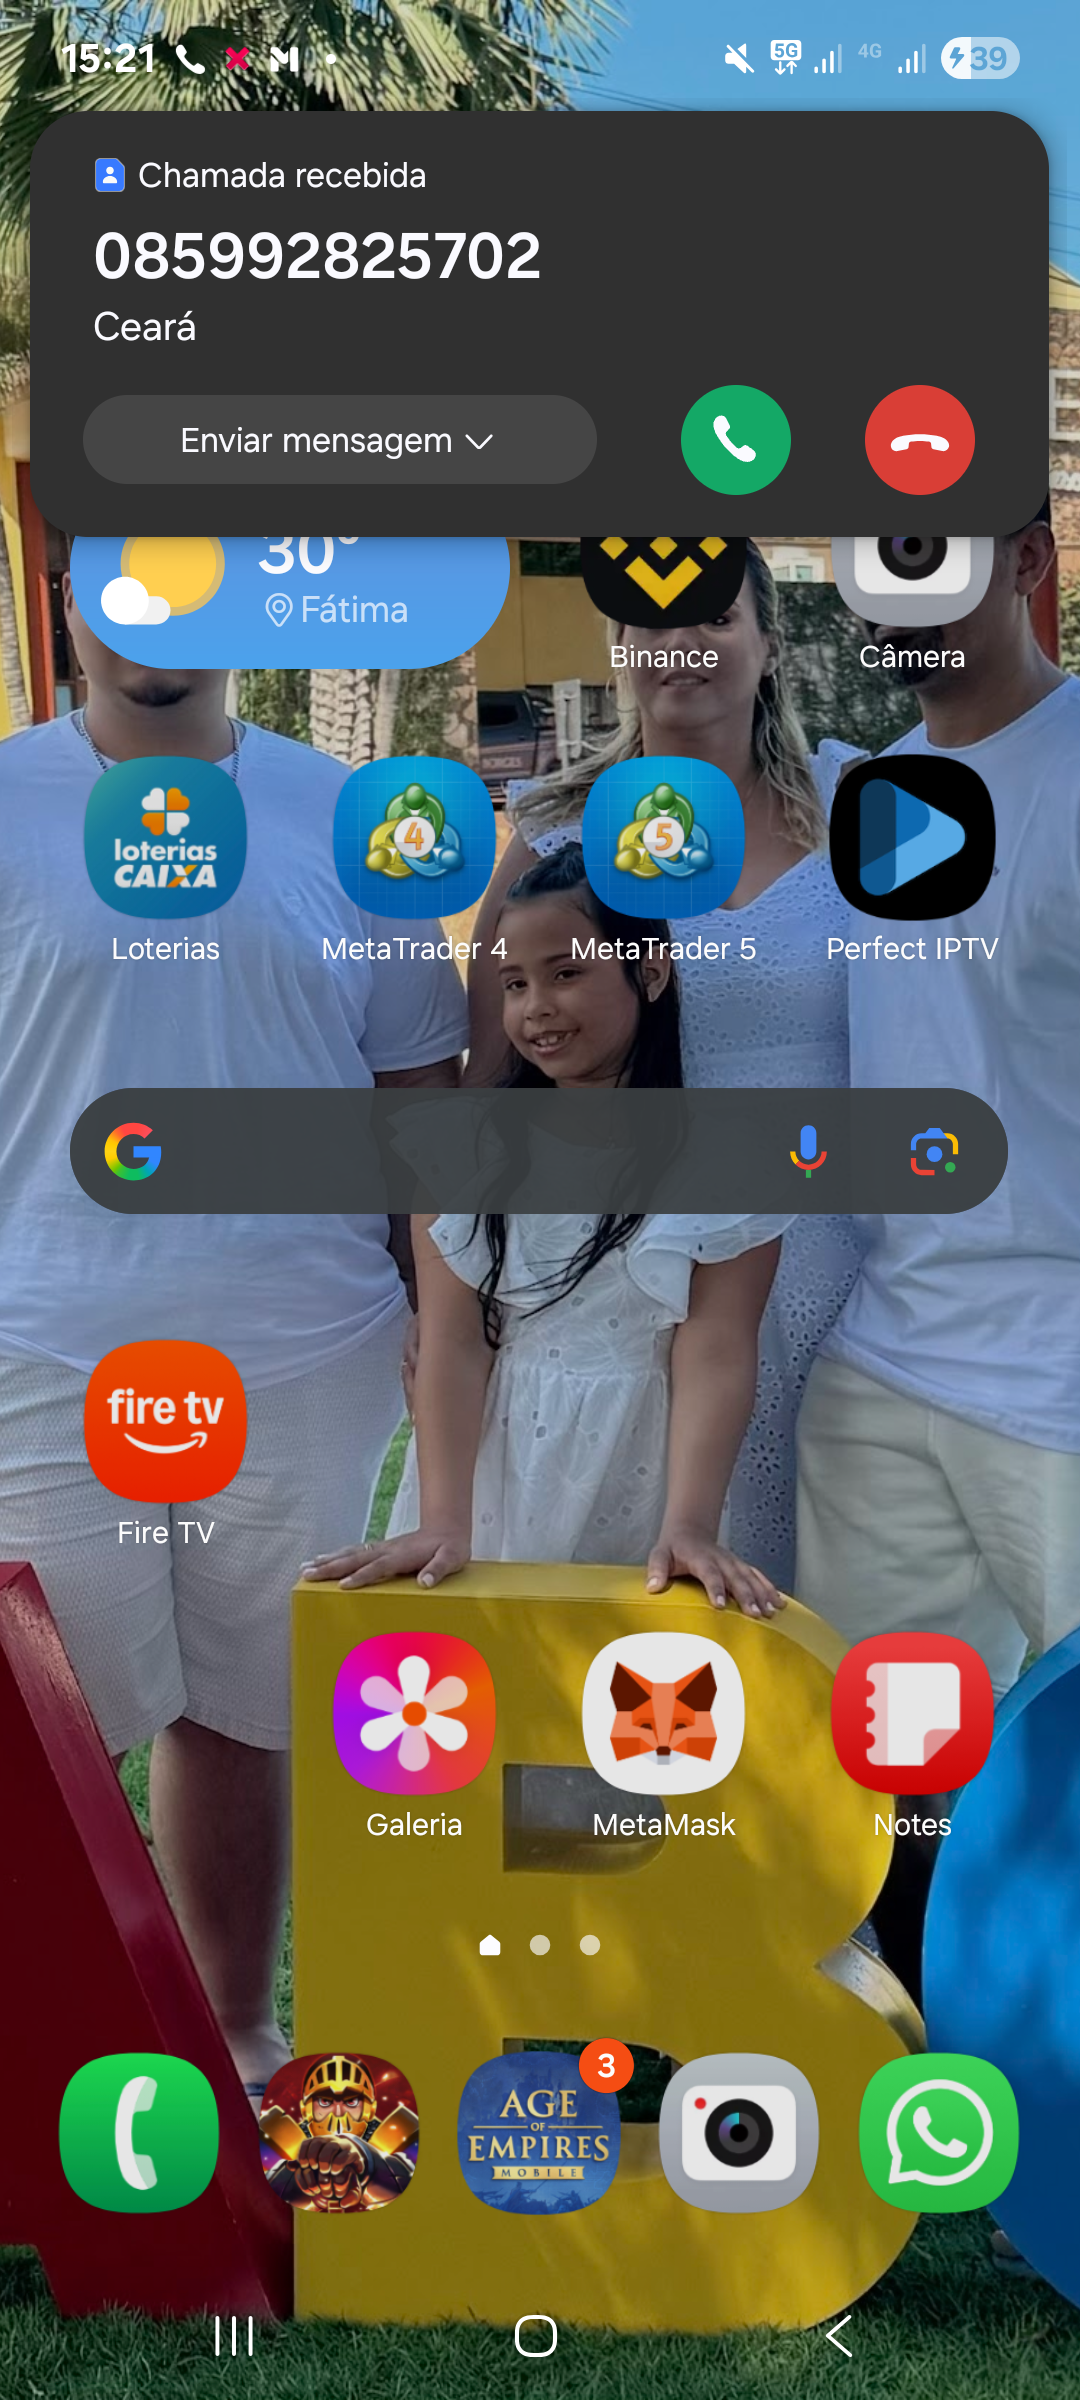 15:21
5G
4G
39
Chamada recebida
085992825702
Ceará
Enviar mensagem
30°
Fátima
Binance
Câmera
loterias
CAIXA
4
5
Loterias
MetaTrader 4
MetaTrader 5
Perfect IPTV
fire tv
Fire TV
Galeria
MetaMask
Notes
3
AGE
OF
EMPIRES
MOBILE